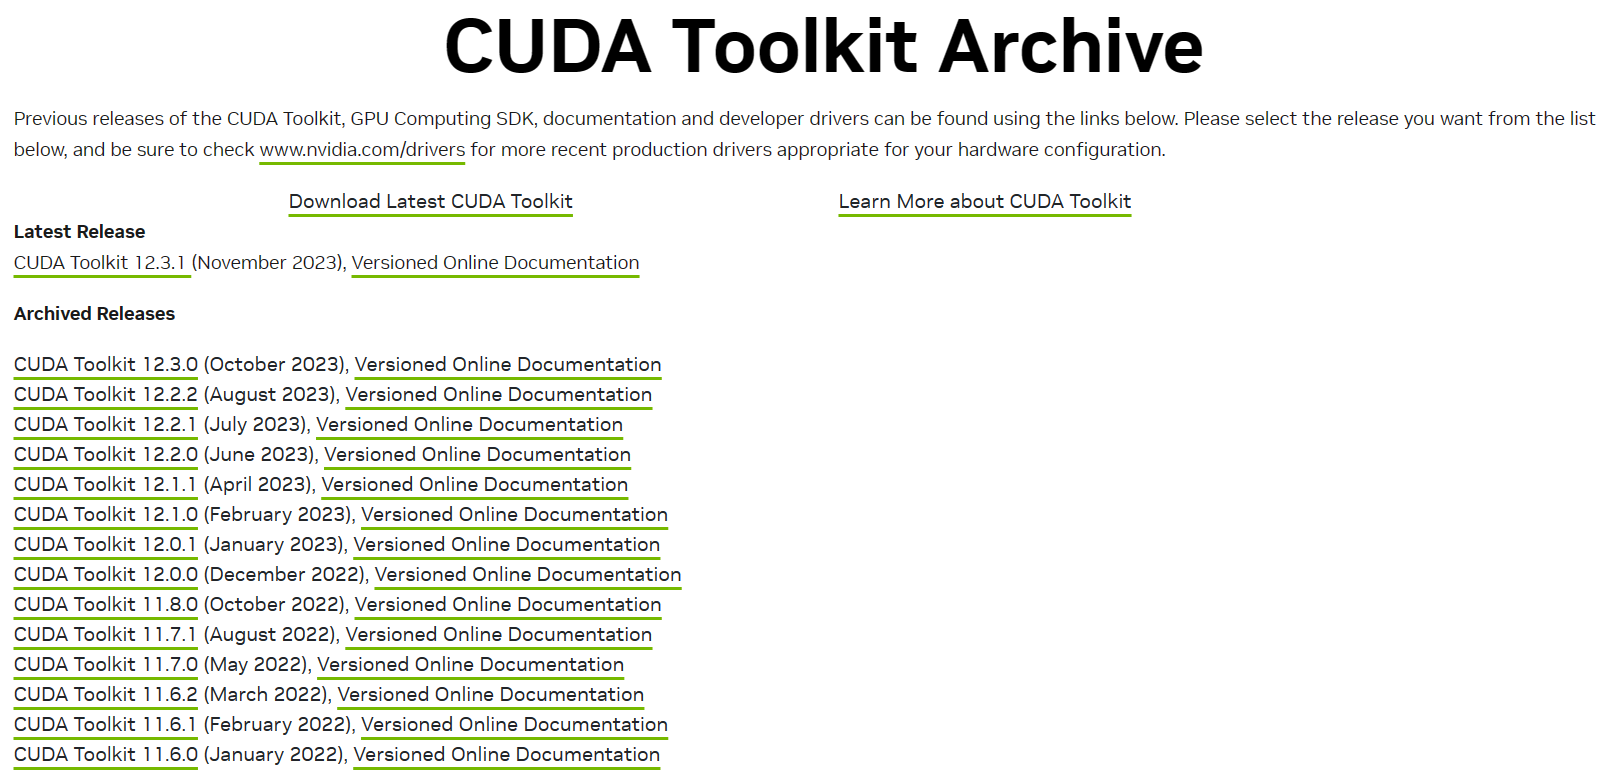 CUDA Toolkit Archive
Previous releases of the CUDA Toolkit, GPU Computing SDK, documentation and developer drivers can be found using the links below. Please select the release you want from the list
below, and be sure to check www.nvidia.com/drivers for more recent production drivers appropriate for your hardware configuration.
Download Latest CUDA Toolkit
Learn More about CUDA Toolkit
Latest Release
CUDA Toolkit 12.3.1 (November 2023), Versioned Online Documentation
Archived Releases
CUDA Toolkit 12.3.0 (October 2023), Versioned Online Documentation
CUDA Toolkit 12.2.2 (August 2023), Versioned Online Documentation
CUDA Toolkit 12.2.1 (July 2023), Versioned Online Documentation
CUDA Toolkit 12.2.0 (June 2023), Versioned Online Documentation
CUDA Toolkit 12.1.1 (April 2023), Versioned Online Documentation
CUDA Toolkit 12.1.0 (February 2023), Versioned Online Documentation
CUDA Toolkit 12.0.1 (January 2023), Versioned Online Documentation
CUDA Toolkit 12.0.0 (December 2022), Versioned Online Documentation
CUDA Toolkit 11.8.0 (October 2022), Versioned Online Documentation
CUDA Toolkit 11.7.1 (August 2022), Versioned Online Documentation
CUDA Toolkit 11.7.0 (May 2022), Versioned Online Documentation
CUDA Toolkit 11.6.2 (March 2022), Versioned Online Documentation
CUDA Toolkit 11.6.1 (February 2022), Versioned Online Documentation
CUDA Toolkit 11.6.0 (January 2022), Versioned Online Documentation